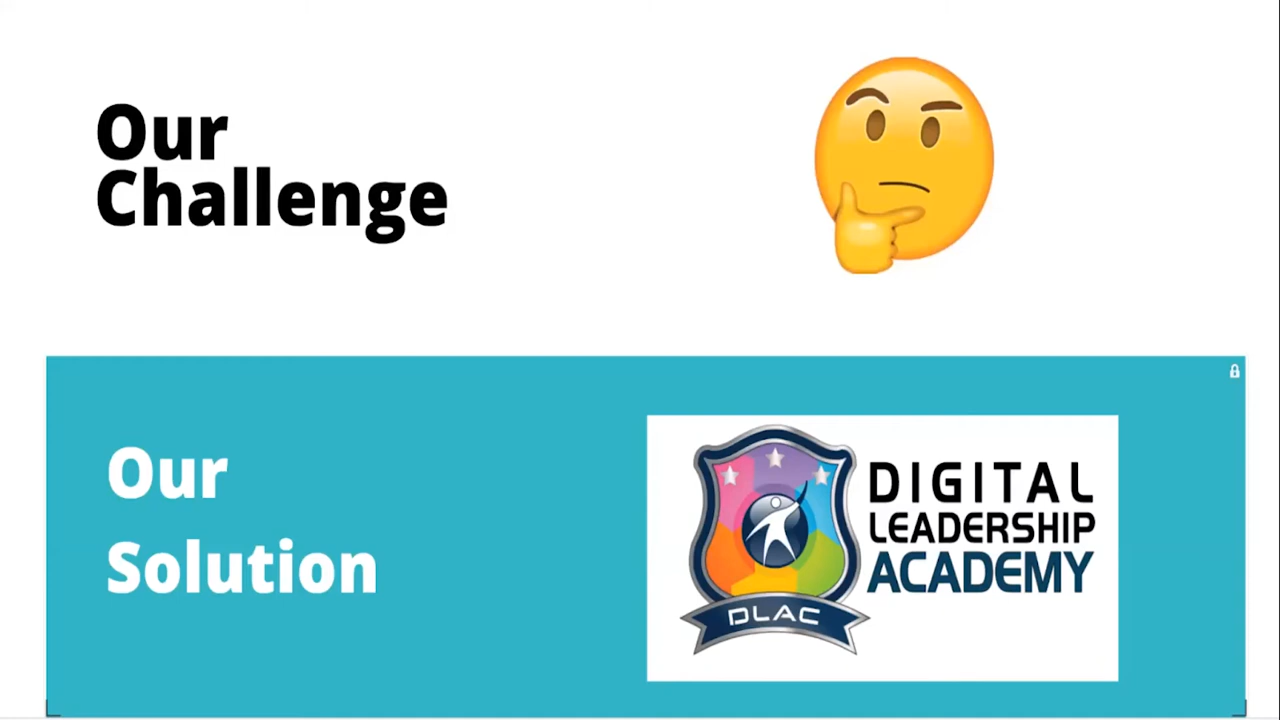 Our
Challenge
Our
Solution
DIGITAL
LEADERSHIP
ACADEMY
DLAC